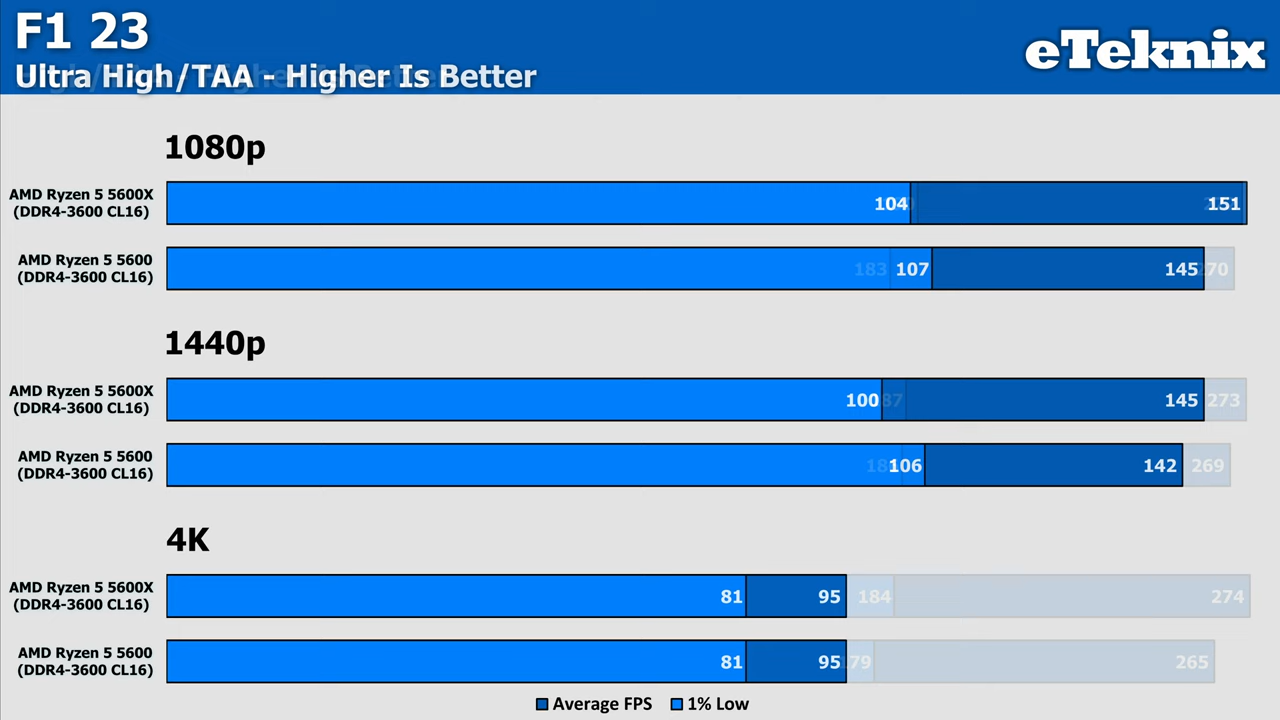 F1 23
eTeknix
Ultra High/TAA - Higher Is Better
1080p
AMD Ryzen 5 5600X
(DDR4-3600 CL16)
104
151
AMD Ryzen 5 5600
(DDR4-3600 CL16)
183
107
145
70
1440p
AMD Ryzen 5 5600X
(DDR4-3600 CL16)
100
87
145
273
AMD Ryzen 5 5600
(DDR4-3600 CL16)
106
142
269
4K
AMD Ryzen 5 5600X
(DDR4-3600 CL16)
81
95
184
274
AMD Ryzen 5 5600
(DDR4-3600 CL16)
81
95
79
265
Average FPS
1% Low